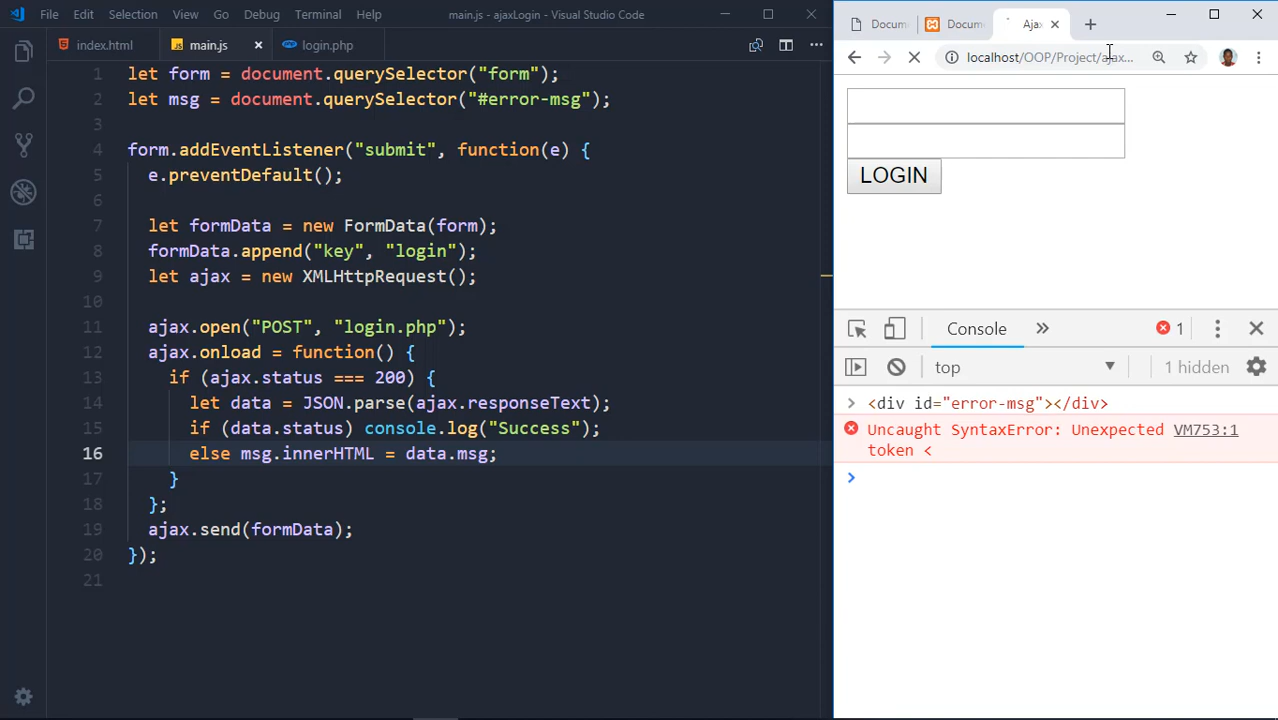 File Edit Selection View Go Debug Terminal Help
main.js - ajaxLogin - Visual Studio Code
index.html
main.js
login.php
1 let form = document.querySelector("form");
2 let msg = document.querySelector("#error-msg");
3
4 form.addEventListener("submit", function(e) {
5 e.preventDefault();
6
7 let formData = new FormData(form);
8 formData.append("key", "login");
9 let ajax = new XMLHttpRequest();
10
11 ajax.open("POST", "login.php");
12 ajax.onload = function() {
13 if (ajax.status === 200) {
14 let data = JSON.parse(ajax.responseText);
15 if (data.status) console.log("Success");
16 else msg.innerHTML = data.msg;
17 }
18 };
19 ajax.send(formData);
20 });
21
Docum
Docum
Ajax
localhost/OOP/Project/ajax...
LOGIN
Console
1
top
1 hidden
<div id="error-msg"></div>
Uncaught SyntaxError: Unexpected VM753:1
token <